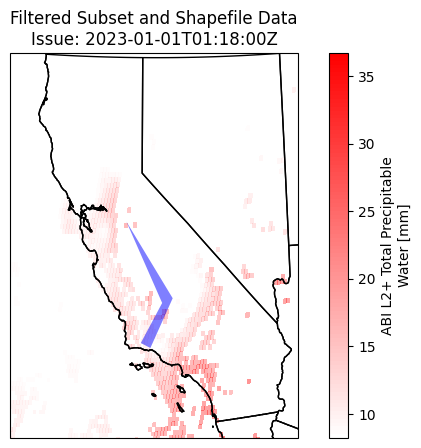 Filtered Subset and Shapefile Data
Issue: 2023-01-01T01:18:00Z
35
30
25
20
15
10
ABI L2+ Total Precipitable
Water [mm]